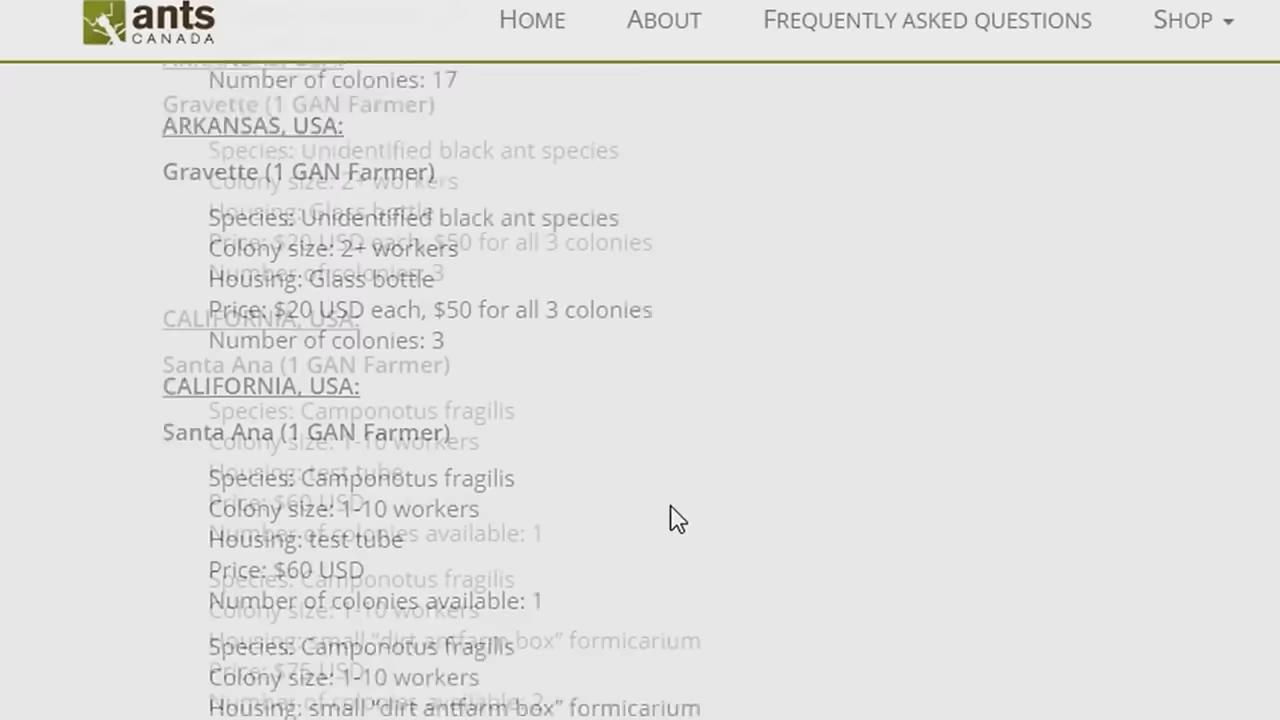 ants
CANADA
HOME
ABOUT
FREQUENTLY ASKED QUESTIONS
SHOP
Number of colonies: 17
ARKANSAS, USA:
Gravette (1 GAN Farmer)
Species: Unidentified black ant species
Colony size: 2+ workers
Housing: Glass bottle
Price: $20 USD each, $50 for all 3 colonies
Number of colonies: 3
CALIFORNIA, USA:
Santa Ana (1 GAN Farmer)
Species: Camponotus fragilis
Colony size: 1-10 workers
Housing: test tube
Price: $60 USD
Number of colonies available: 1
Species: Camponotus fragilis
Colony size: 1-10 workers
Housing: small “dirt antfarm box” formicarium